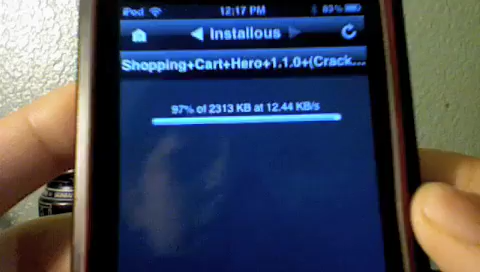 iPod 12:17 PM 83%
Installous
Shopping+Cart+Hero+1.1.0+(Crack...
97% of 2313 KB at 12.44 KB/s